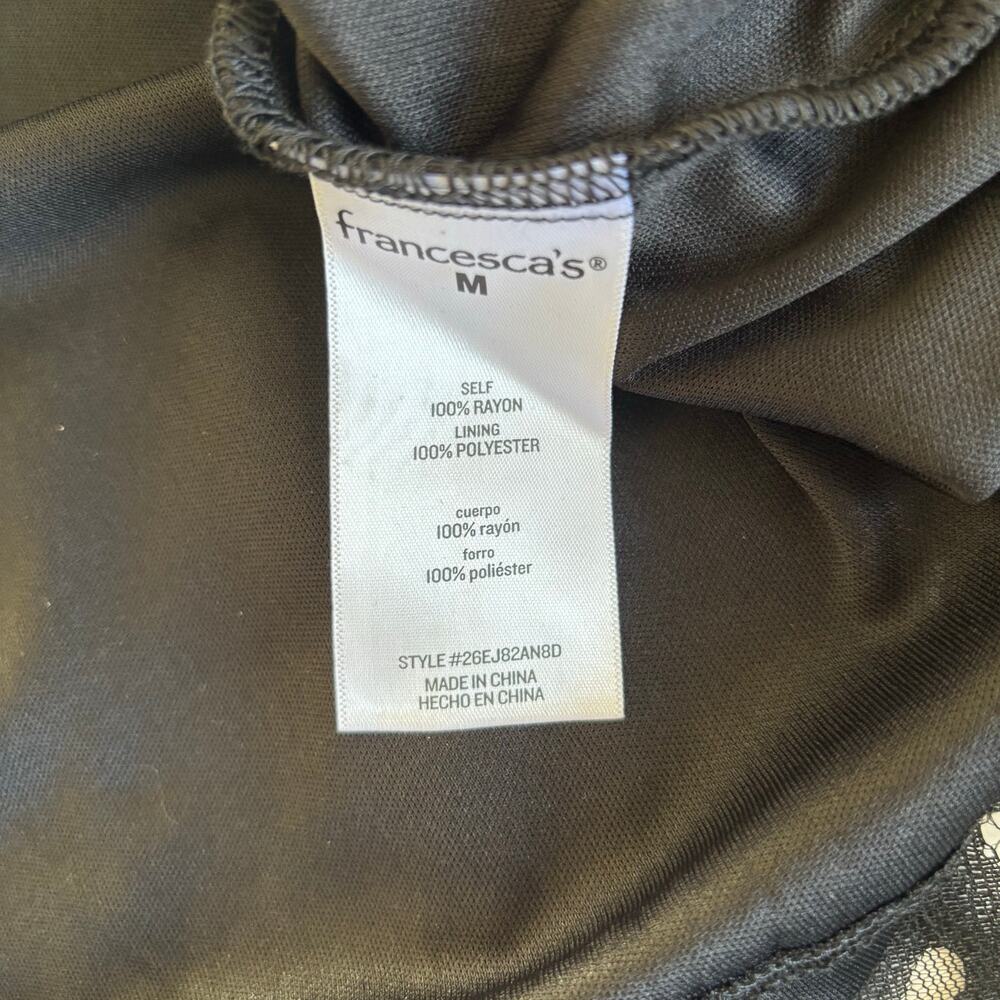 francesca's®
M
SELF
100% RAYON
LINING
100% POLYESTER
cuerpo
100% rayón
forro
100% poliéster
STYLE #26EJ82AN8D
MADE IN CHINA
HECHO EN CHINA